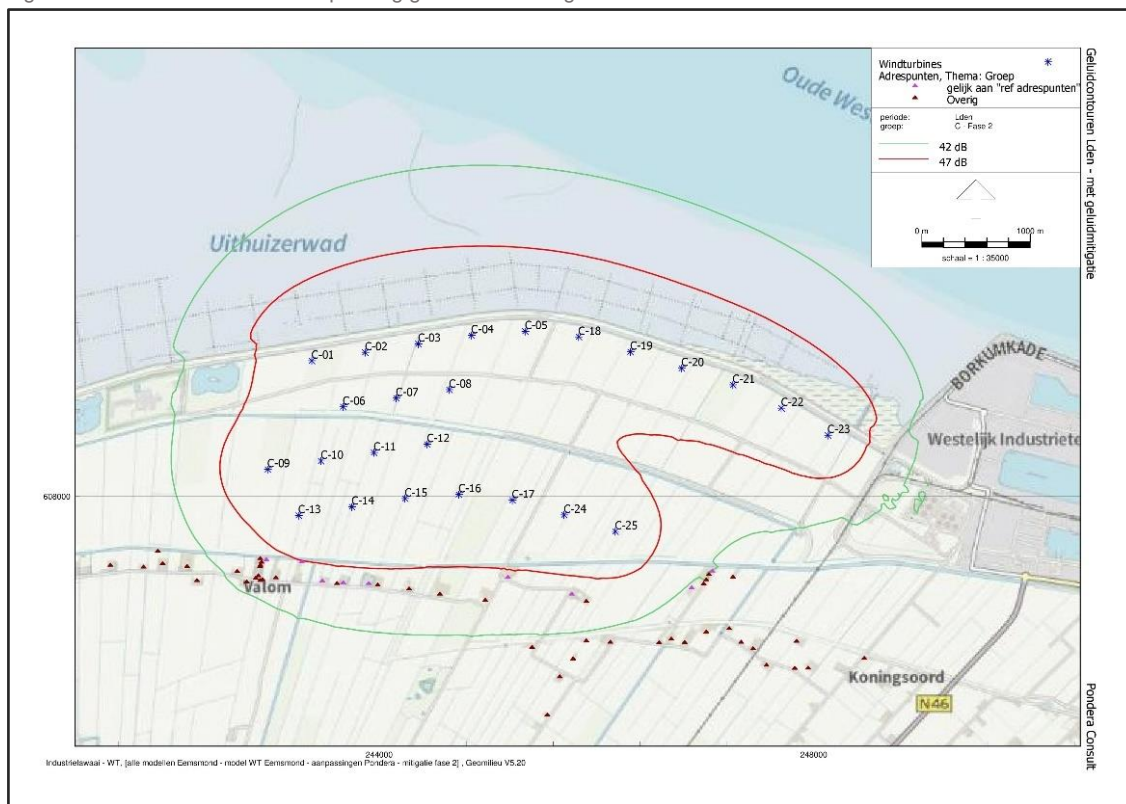 Geluidcontouren Lden - met geluidmitigatie
Windturbines
Adrespunten, Thema: Groep
gelijk aan "ref adrespunten"
Overig
periode: Lden
groep: C - Fase 2
42 dB
47 dB
0 m 1000 m
schaal = 1 : 35000
Oude Wes
Uithuizerwad
C-01
C-02
C-03
C-04
C-05
C-18
C-19
C-20
C-21
C-22
C-23
C-06
C-07
C-08
C-09
C-10
C-11
C-12
C-13
C-14
C-15
C-16
C-17
C-24
C-25
BORKUMKADE
Westelijk Industriete
608000
Valom
Koningsoord
N46
244000
248000
Pondera Consult
Industrielawaai - WT, [alle modellen Eemsmond - model WT Eemsmond - aanpassingen Pondera - mitigatie fase 2] , Geomilieu V5.20